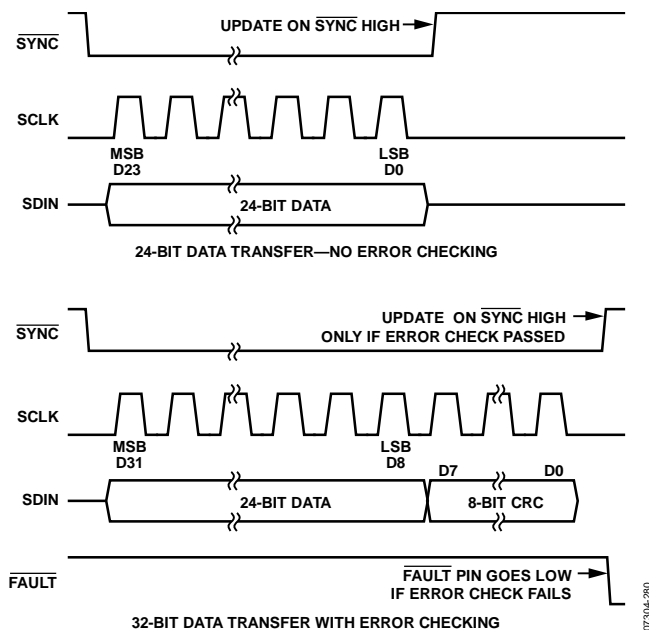 UPDATE ON SYNC HIGH
SYNC
SCLK
MSB
D23
LSB
D0
SDIN
24-BIT DATA
24-BIT DATA TRANSFER—NO ERROR CHECKING
UPDATE ON SYNC HIGH
ONLY IF ERROR CHECK PASSED
SYNC
SCLK
MSB
D31
LSB
D8
D7
D0
SDIN
24-BIT DATA
8-BIT CRC
FAULT
FAULT PIN GOES LOW
IF ERROR CHECK FAILS
32-BIT DATA TRANSFER WITH ERROR CHECKING
07304-280